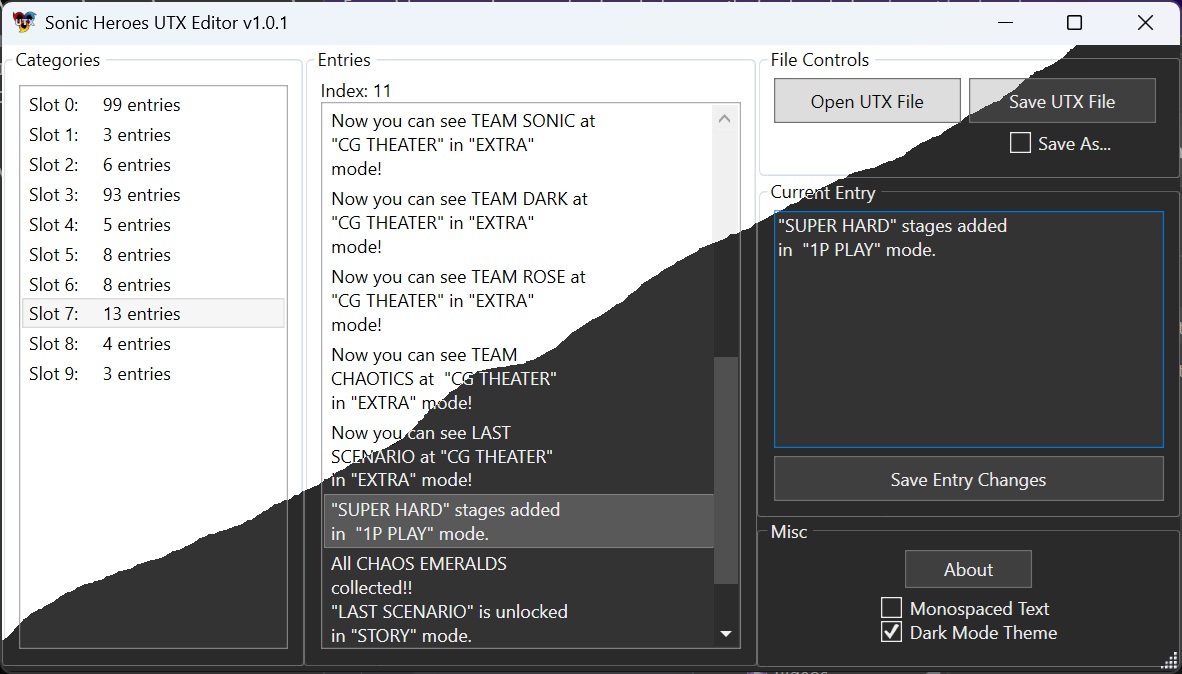 Sonic Heroes UTX Editor v1.0.1
Categories
Slot 0: 99 entries
Slot 1: 3 entries
Slot 2: 6 entries
Slot 3: 93 entries
Slot 4: 5 entries
Slot 5: 8 entries
Slot 6: 8 entries
Slot 7: 13 entries
Slot 8: 4 entries
Slot 9: 3 entries
Entries
Index: 11
Now you can see TEAM SONIC at
"CG THEATER" in "EXTRA"
mode!
Now you can see TEAM DARK at
"CG THEATER" in "EXTRA"
mode!
Now you can see TEAM ROSE at
"CG THEATER" in "EXTRA"
mode!
Now you can see TEAM
CHAOTICS at  "CG THEATER"
in "EXTRA" mode!
Now you can see LAST
SCENARIO at "CG THEATER"
in "EXTRA" mode!
"SUPER HARD" stages added
in  "1P PLAY" mode.
All CHAOS EMERALDS
collected!!
"LAST SCENARIO" is unlocked
in "STORY" mode.
File Controls
Open UTX File
Save UTX File
Save As...
Current Entry
"SUPER HARD" stages added
in  "1P PLAY" mode.
Save Entry Changes
Misc
About
Monospaced Text
Dark Mode Theme